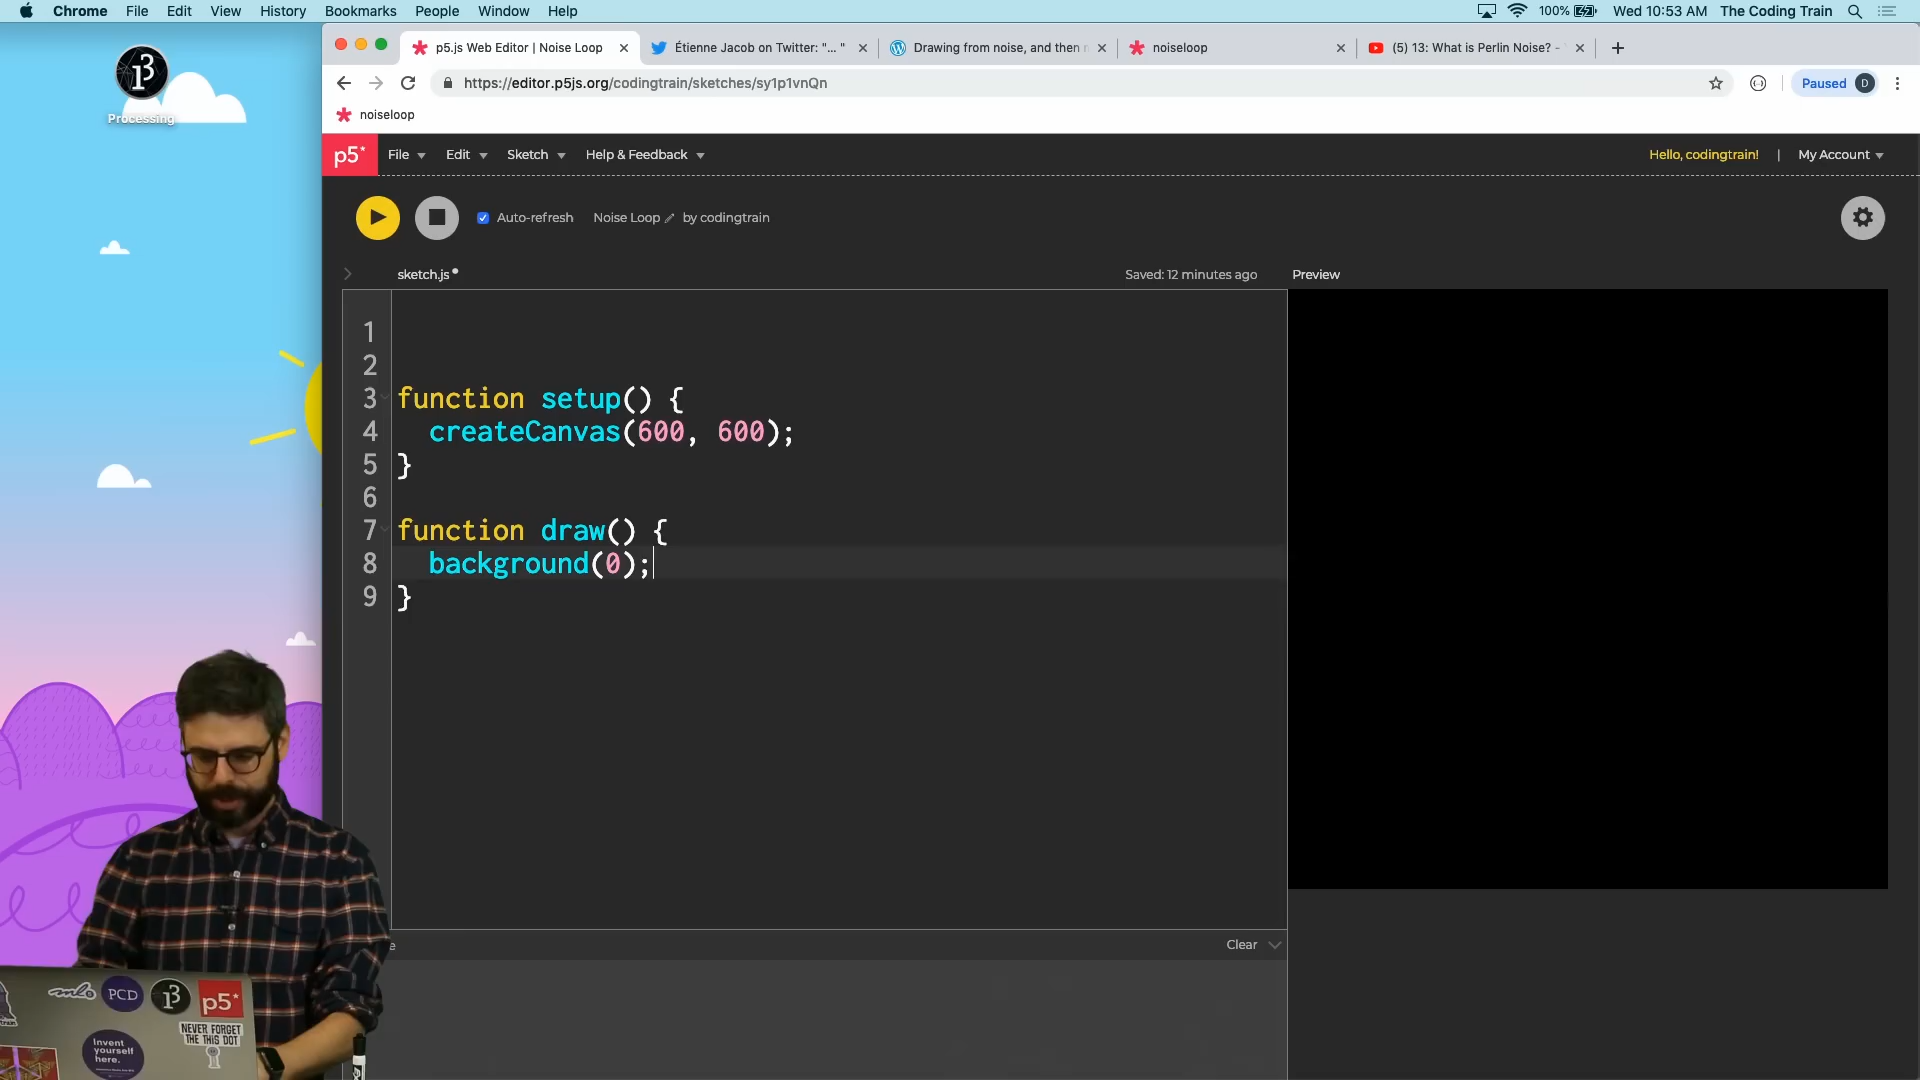 Chrome File Edit View History Bookmarks People Window Help 100% Wed 10:53 AM The Coding Train
Processing
p5.js Web Editor | Noise Loop
Étienne Jacob on Twitter: "... "
Drawing from noise, and then
noiseloop
(5) 13: What is Perlin Noise? -
https://editor.p5js.org/codingtrain/sketches/sy1p1vnQn
Paused D
noiseloop
p5* File Edit Sketch Help & Feedback Hello, codingtrain! | My Account
Auto-refresh Noise Loop by codingtrain
sketch.js Saved: 12 minutes ago Preview
1
2
3 function setup() {
4 createCanvas(600, 600);
5 }
6
7 function draw() {
8 background(0);
9 }
Clear
PCD
p5*
NEVER FORGET
THE THIS DOT
Invent
yourself
here.